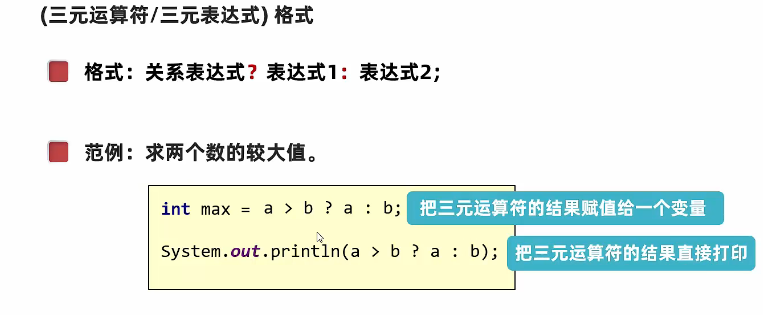 (三元运算符/三元表达式) 格式
格式：关系表达式？表达式1：表达式2；
范例：求两个数的较大值。
int max = a > b ? a : b; 把三元运算符的结果赋值给一个变量
System.out.println(a > b ? a : b); 把三元运算符的结果直接打印